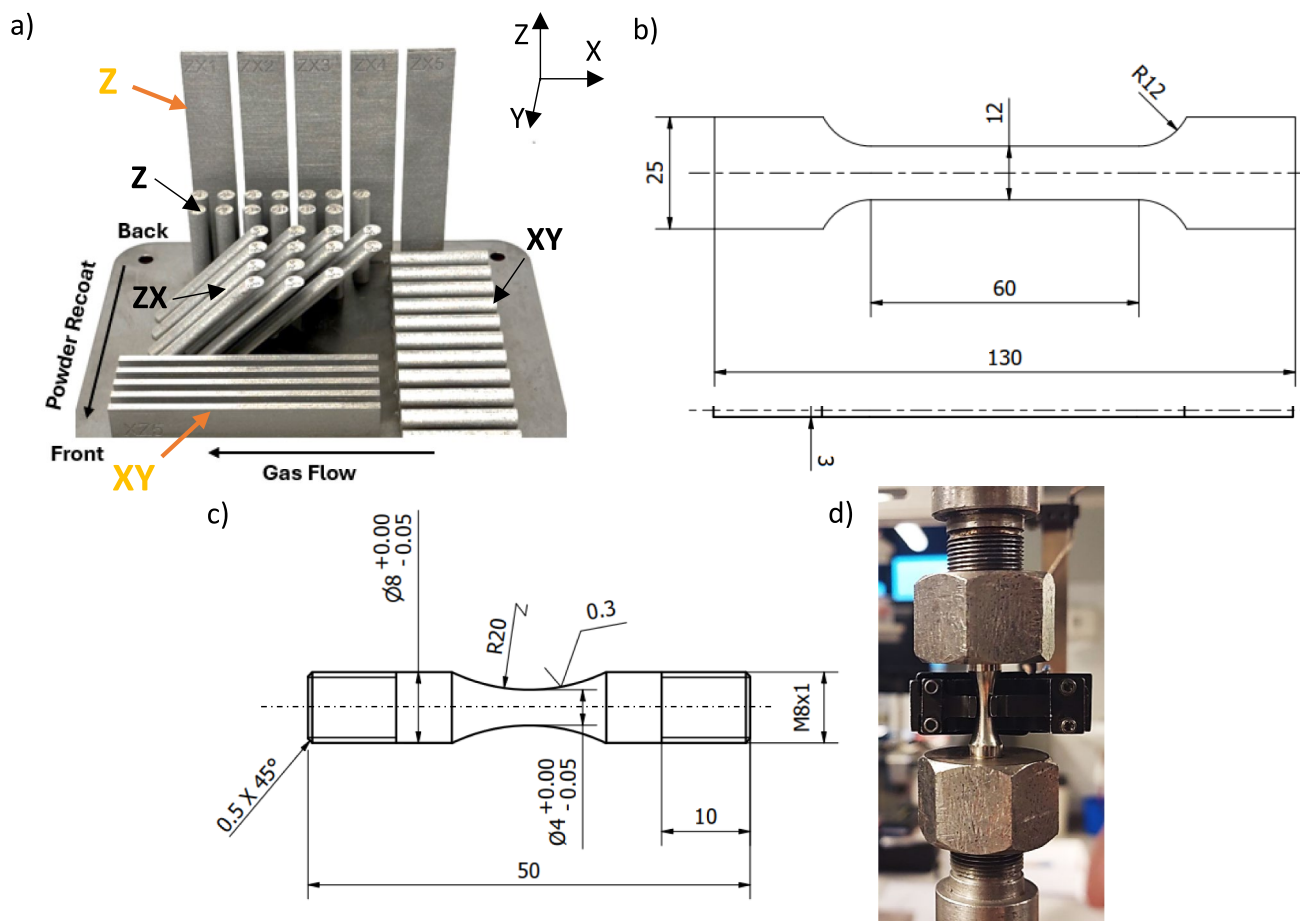 a)
Z
X
Y
ZX1 ZX2 ZX3 ZX4 ZX5
Z
Z
Back
XY
ZX
Powder Recoat
XZ5
Front
XY
Gas Flow
b)
R12
12
25
60
130
3
c)
Ø8 +0.00
- 0.05
R20
0.3
M8x1
0.5 X 45°
Ø4 +0.00
- 0.05
10
50
d)